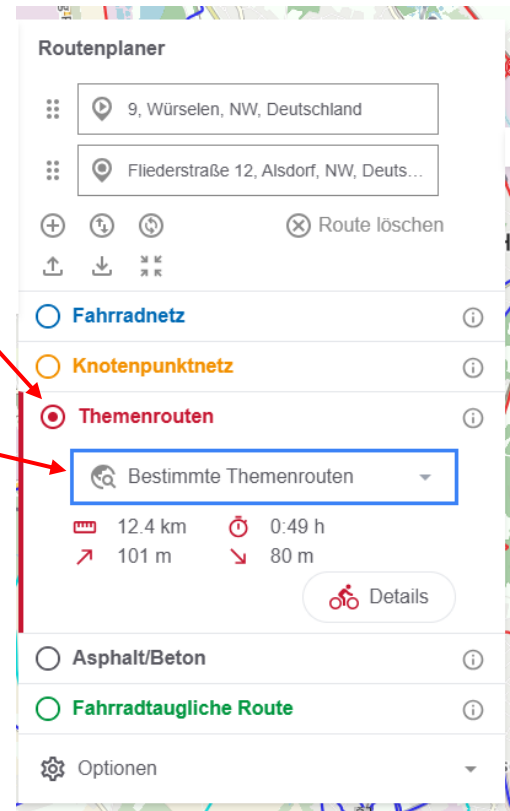 Routenplaner
9, Würselen, NW, Deutschland
Fliederstraße 12, Alsdorf, NW, Deuts...
Route löschen
Fahrradnetz
Knotenpunktnetz
Themenrouten
Bestimmte Themenrouten
12.4 km 0:49 h
101 m 80 m
Details
Asphalt/Beton
Fahrradtaugliche Route
Optionen